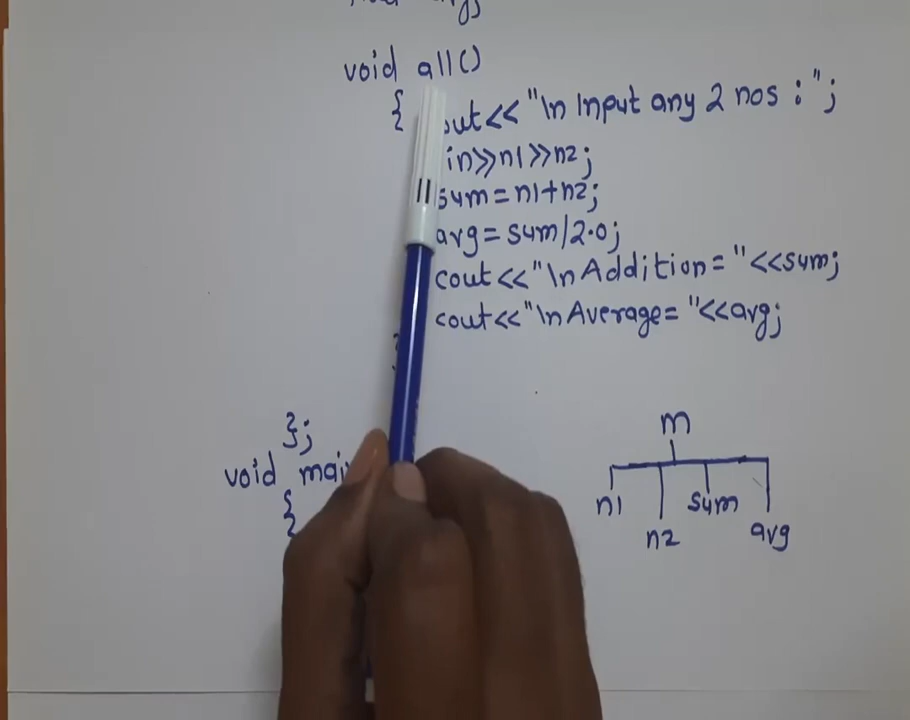 void all()
{ out<<"\n Input any 2 nos :";
in>>n1>>n2;
sum=n1+n2;
avg=sum/2.0;
cout<<"\n Addition="<<sum;
cout<<"\n Average="<<avg;
};
void mai
{
m
n1 n2 sum avg